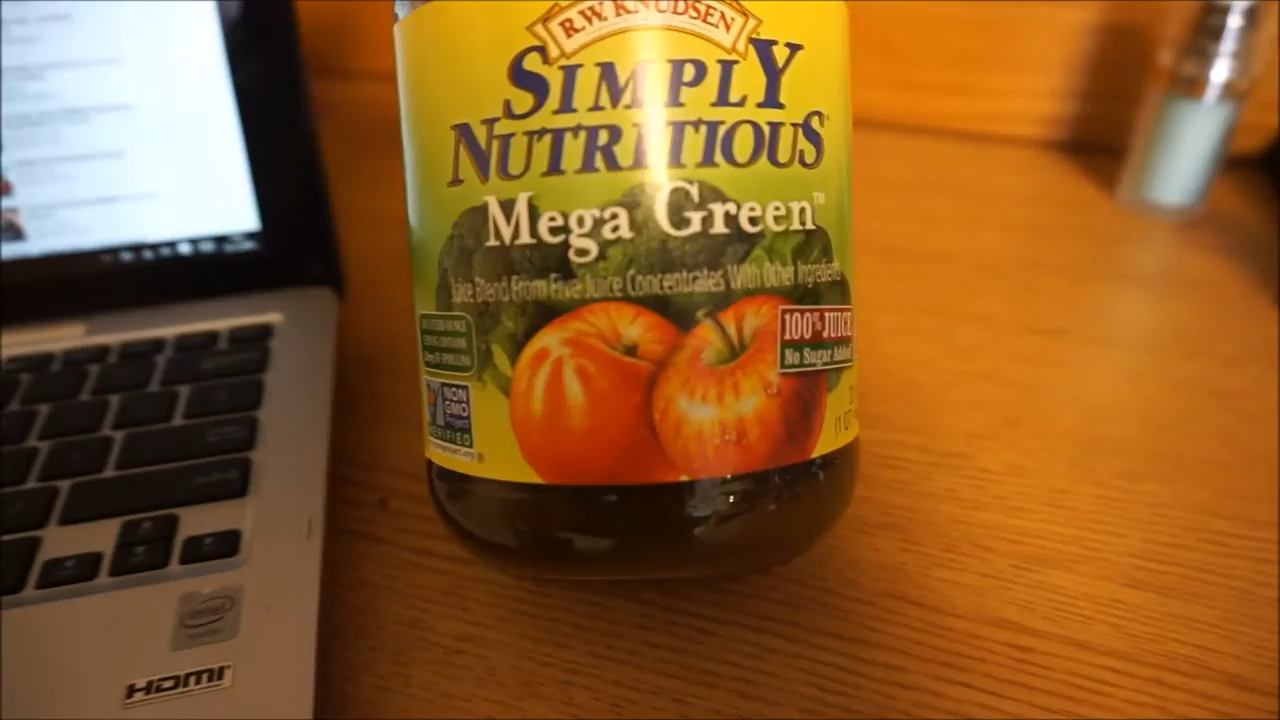 R.W. KNUDSEN
SIMPLY
NUTRITIOUS®
Mega Green™
Juice Blend From Five Juice Concentrates With Other Ingredients
100% JUICE
No Sugar Added
NON
GMO
Project
VERIFIED
intel
HDMI